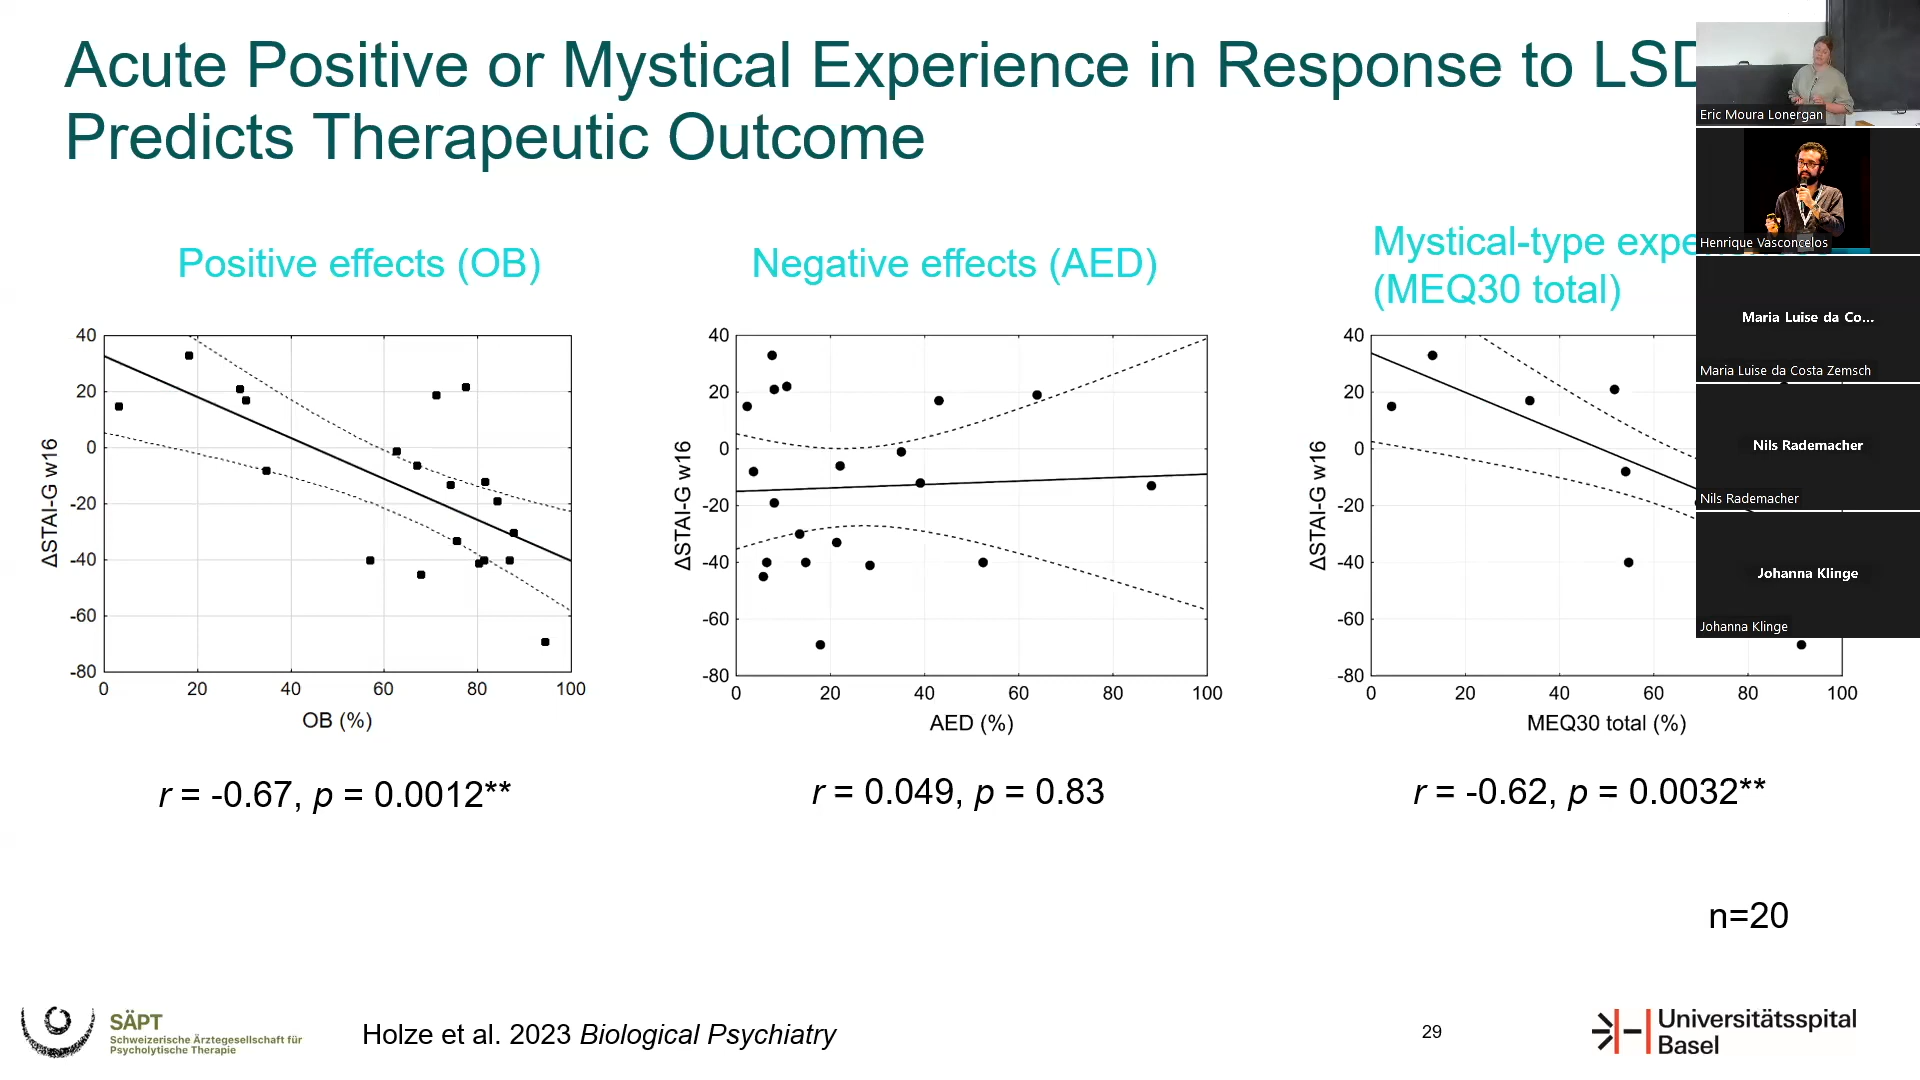 Acute Positive or Mystical Experience in Response to LSD
Predicts Therapeutic Outcome
Positive effects (OB)
40
20
0
-20
-40
-60
-80
ΔSTAI-G w16
0 20 40 60 80 100
OB (%)
r = -0.67, p = 0.0012**
Negative effects (AED)
40
20
0
-20
-40
-60
-80
ΔSTAI-G w16
0 20 40 60 80 100
AED (%)
r = 0.049, p = 0.83
Mystical-type expe
(MEQ30 total)
40
20
0
-20
-40
-60
-80
ΔSTAI-G w16
0 20 40 60 80 100
MEQ30 total (%)
r = -0.62, p = 0.0032**
n=20
Eric Moura Lonergan
Henrique Vasconcelos
Maria Luise da Co...
Maria Luise da Costa Zemsch
Nils Rademacher
Nils Rademacher
Johanna Klinge
Johanna Klinge
SÄPT
Schweizerische Ärztegesellschaft für
Psycholytische Therapie
Holze et al. 2023 Biological Psychiatry
29
Universitätsspital
Basel